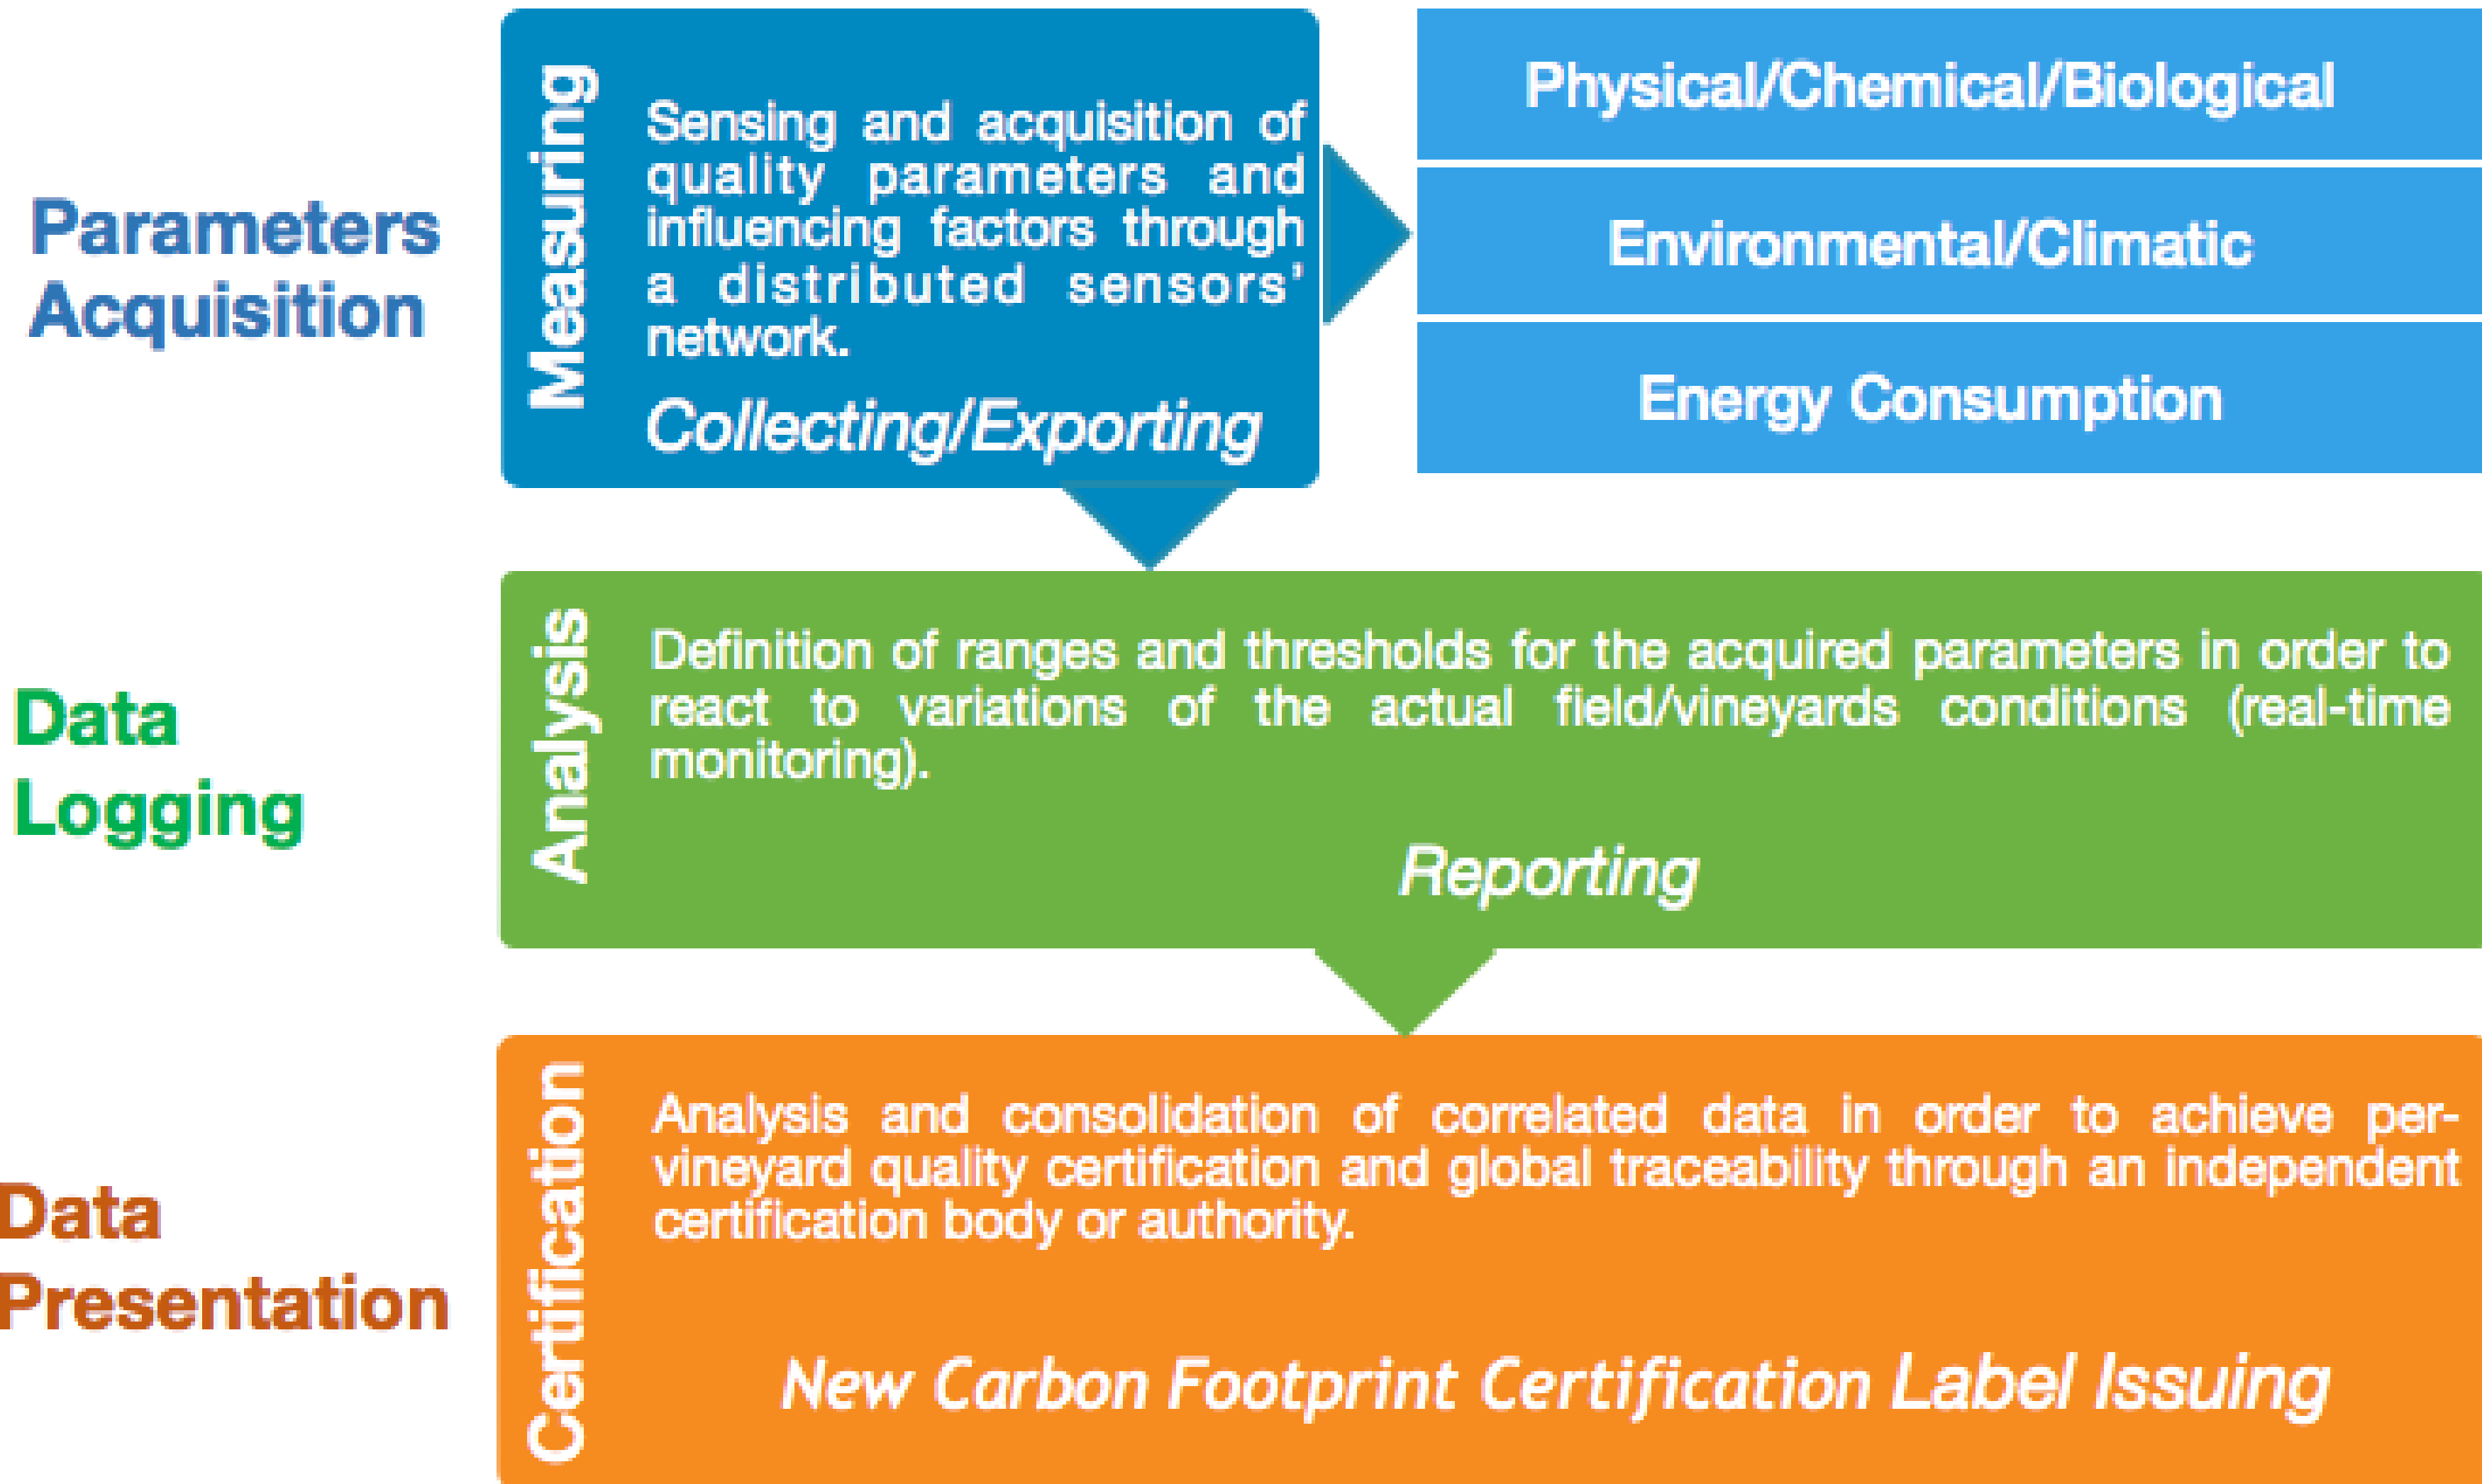 Parameters
Acquisition
Measuring
Sensing and acquisition of
quality parameters and
influencing factors through
a distributed sensors’
network.
Collecting/Exporting
Physical/Chemical/Biological
Environmental/Climatic
Energy Consumption
Data
Logging
Analysis
Definition of ranges and thresholds for the acquired parameters in order to
react to variations of the actual field/vineyards conditions (real-time
monitoring).
Reporting
Data
Presentation
Certification
Analysis and consolidation of correlated data in order to achieve per-
vineyard quality certification and global traceability through an independent
certification body or authority.
New Carbon Footprint Certification Label Issuing